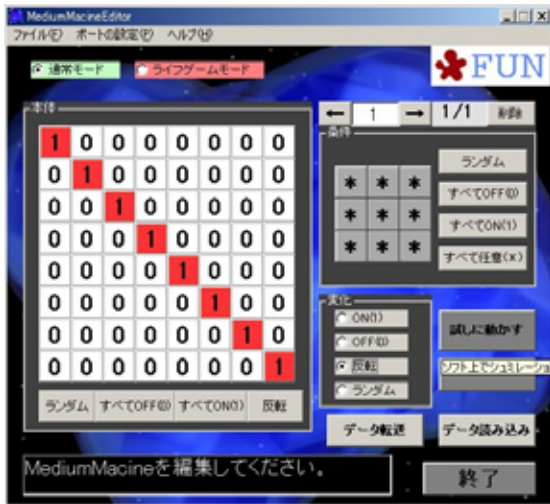 MediumMacineEditor
ファイル(F) ポートの設定(P) ヘルプ(H)
通常モード ライフゲームモード
FUN
本体
← 1 → 1/1 削除
条件
1 0 0 0 0 0 0 0
0 1 0 0 0 0 0 0
0 0 1 0 0 0 0 0
0 0 0 1 0 0 0 0
0 0 0 0 1 0 0 0
0 0 0 0 0 1 0 0
0 0 0 0 0 0 1 0
0 0 0 0 0 0 0 1
ランダム すべてOFF(0) すべてON(1) 反転
* * *
* * *
* * *
ランダム
すべてOFF(0)
すべてON(1)
すべて任意(*)
変化
ON(1)
OFF(0)
反転
ランダム
試しに動かす
ソフト上でシュミレーショ
データ転送 データ読み込み
MediumMacineを編集してください。
終了